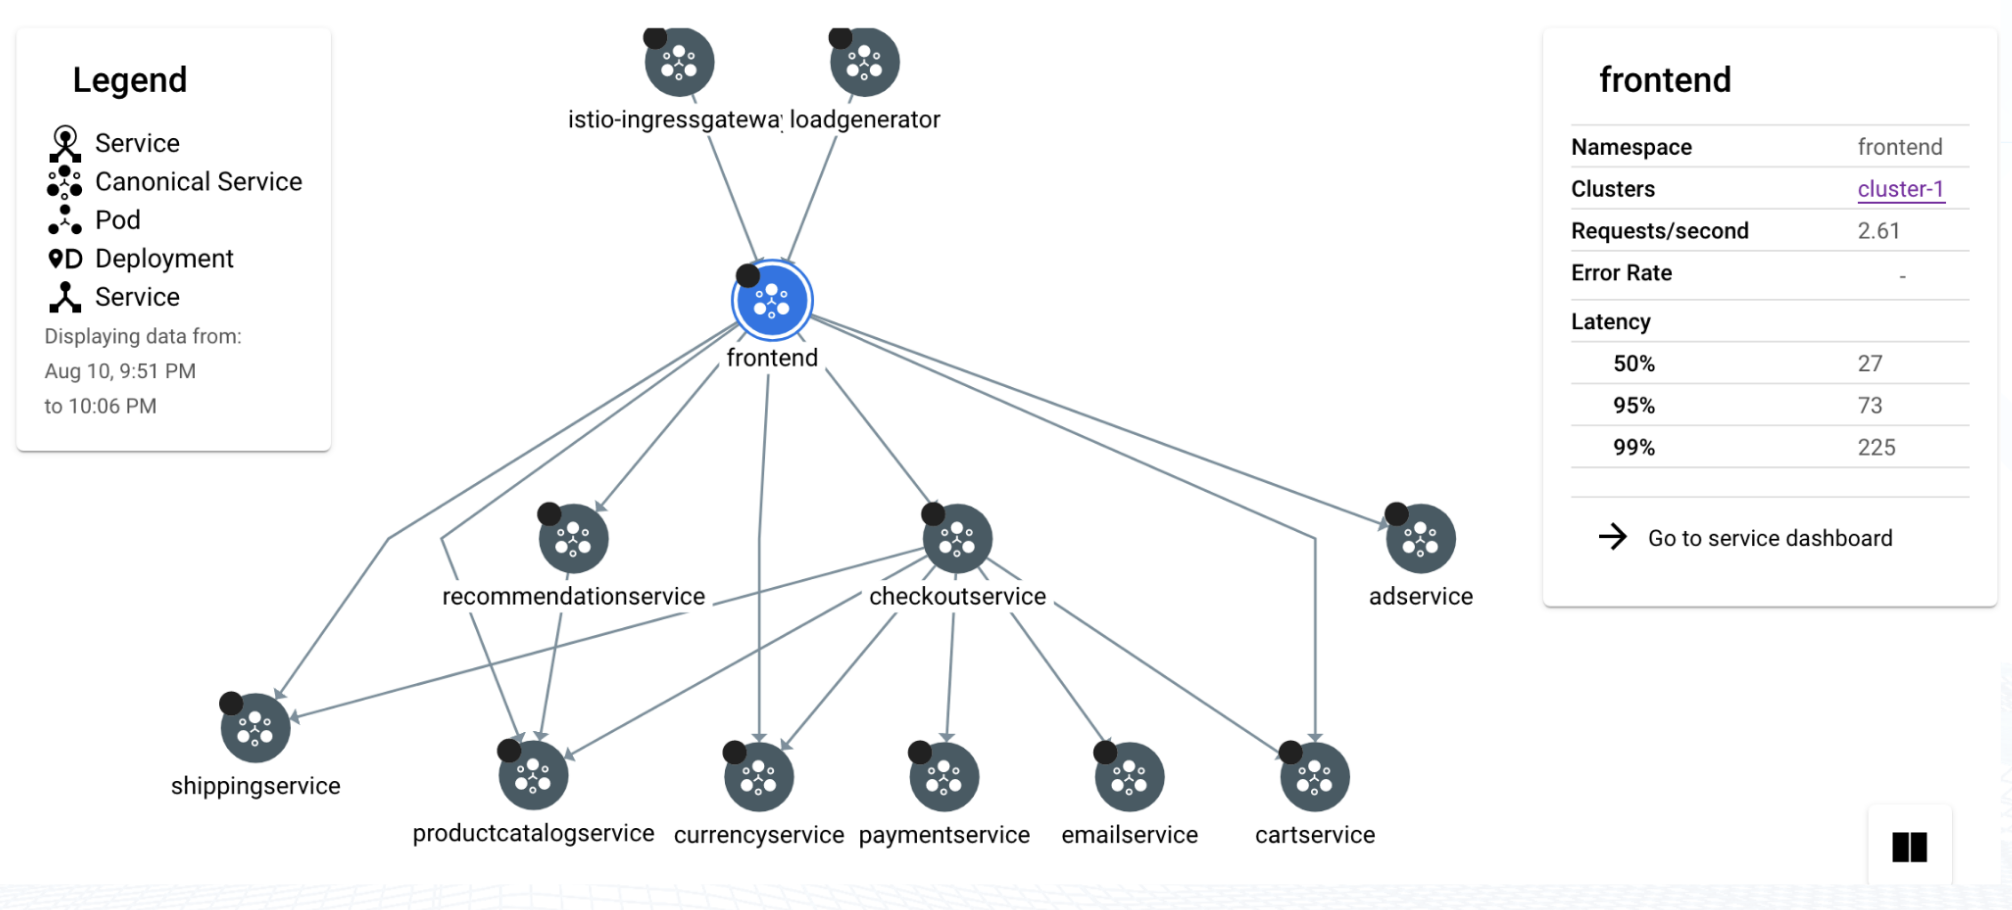 Legend
Service
Canonical Service
Pod
Deployment
Service
Displaying data from:
Aug 10, 9:51 PM
to 10:06 PM
istio-ingressgateway
loadgenerator
frontend
recommendationservice
checkoutservice
adservice
shippingservice
productcatalogservice
currencyservice
paymentservice
emailservice
cartservice
frontend
Namespace frontend
Clusters cluster-1
Requests/second 2.61
Error Rate -
Latency
50% 27
95% 73
99% 225
Go to service dashboard